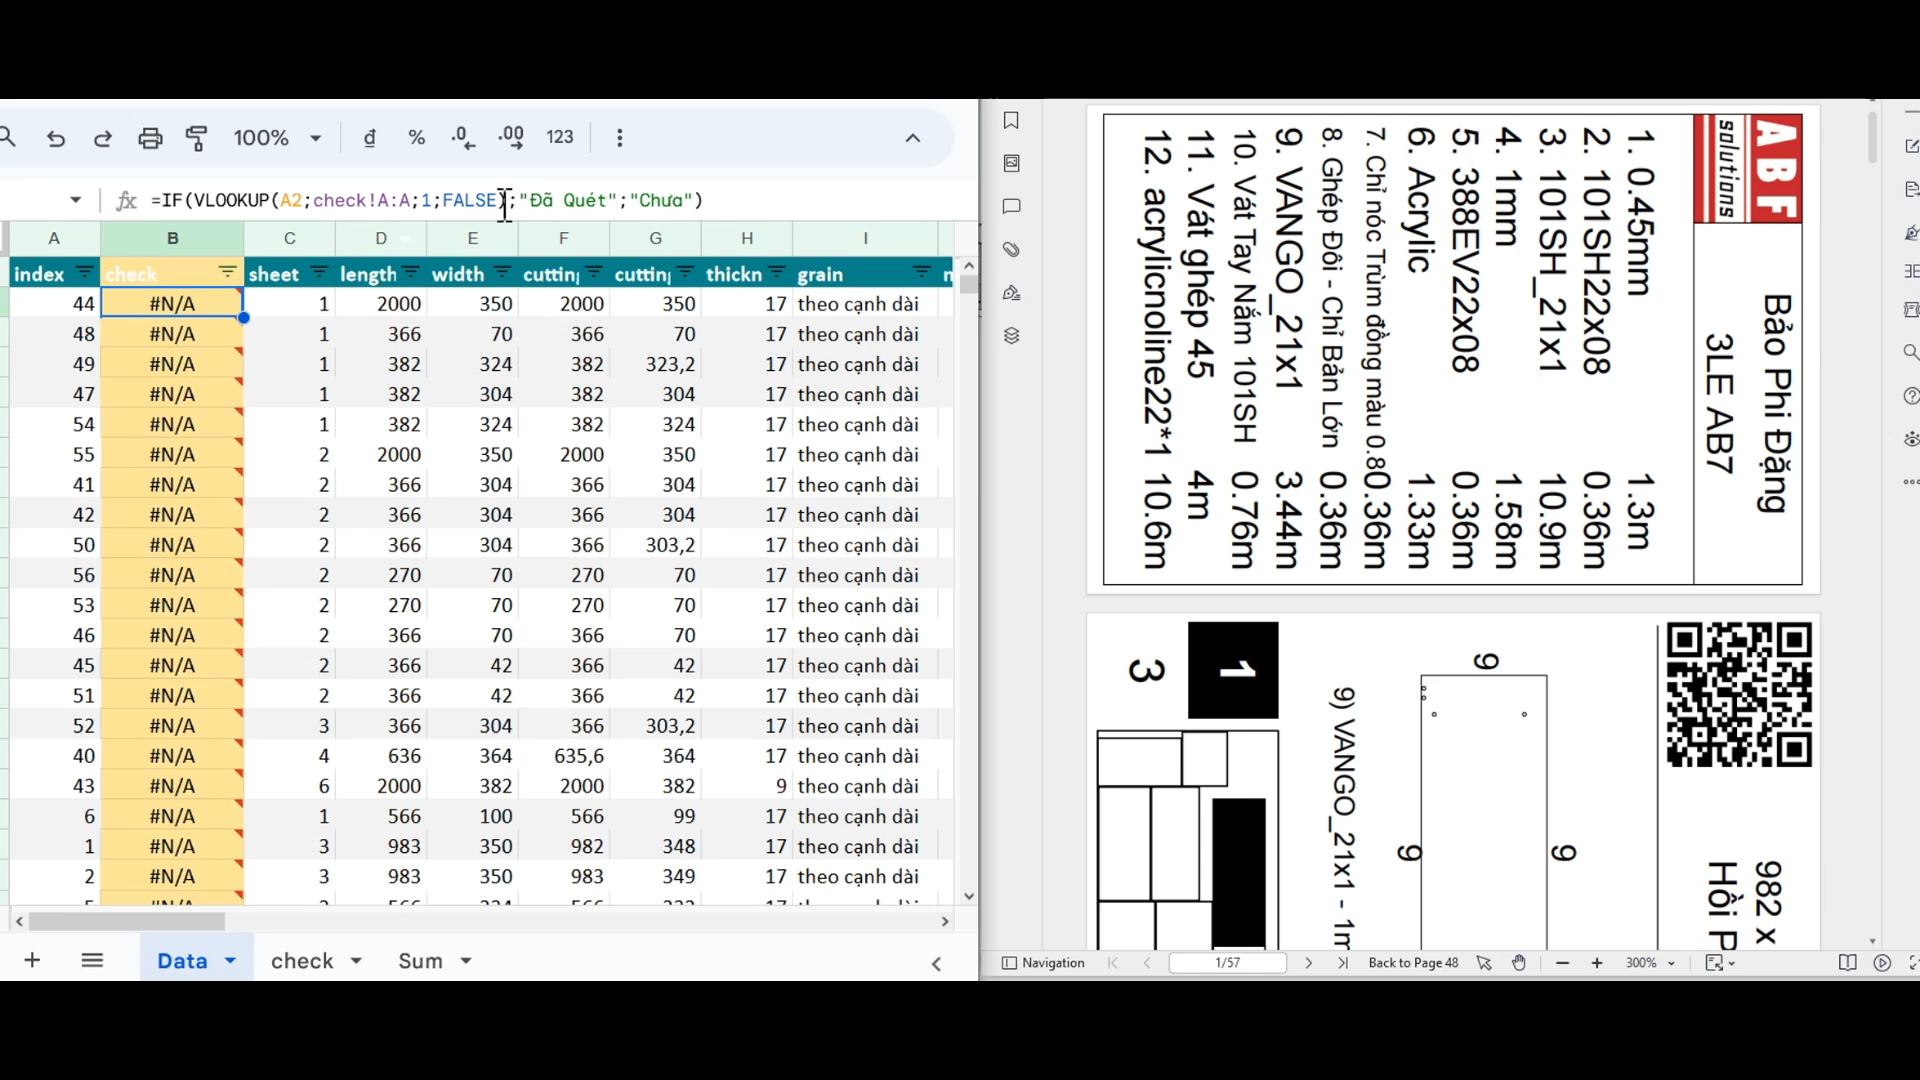 100%
đ
%
.0
.00
123
fx
=IF(VLOOKUP(A2;check!A:A;1;FALSE);"Đã Quét";"Chưa")
A B C D E F G H I
index check sheet length width cutting cutting thickn grain
44 #N/A 1 2000 350 2000 350 17 theo cạnh dài
48 #N/A 1 366 70 366 70 17 theo cạnh dài
49 #N/A 1 382 324 382 323,2 17 theo cạnh dài
47 #N/A 1 382 304 382 304 17 theo cạnh dài
54 #N/A 1 382 324 382 324 17 theo cạnh dài
55 #N/A 2 2000 350 2000 350 17 theo cạnh dài
41 #N/A 2 366 304 366 304 17 theo cạnh dài
42 #N/A 2 366 304 366 304 17 theo cạnh dài
50 #N/A 2 366 304 366 303,2 17 theo cạnh dài
56 #N/A 2 270 70 270 70 17 theo cạnh dài
53 #N/A 2 270 70 270 70 17 theo cạnh dài
46 #N/A 2 366 70 366 70 17 theo cạnh dài
45 #N/A 2 366 42 366 42 17 theo cạnh dài
51 #N/A 2 366 42 366 42 17 theo cạnh dài
52 #N/A 3 366 304 366 303,2 17 theo cạnh dài
40 #N/A 4 636 364 635,6 364 17 theo cạnh dài
43 #N/A 6 2000 382 2000 382 9 theo cạnh dài
6 #N/A 1 566 100 566 99 17 theo cạnh dài
1 #N/A 3 983 350 982 348 17 theo cạnh dài
2 #N/A 3 983 350 983 349 17 theo cạnh dài
Data
check
Sum
ABF
solutions
Bảo Phi Đặng
3LE AB7
1. 0.45mm 1.3m
2. 101SH22x08 0.36m
3. 101SH_21x1 10.9m
4. 1mm 1.58m
5. 388EV22x08 0.36m
6. Acrylic 1.33m
7. Chỉ nóc Trùm đồng màu 0.80.36m
8. Ghép Đôi - Chỉ Bản Lớn 0.36m
9. VANGO_21x1 3.44m
10. Vát Tay Nắm 101SH 0.76m
11. Vát ghép 45 4m
12. acrylicnoline22*1 10.6m
982 x
Hồi P
9
9
9
9) VANGO_21x1 - 1m
1
3
Navigation
1/57
Back to Page 48
300%